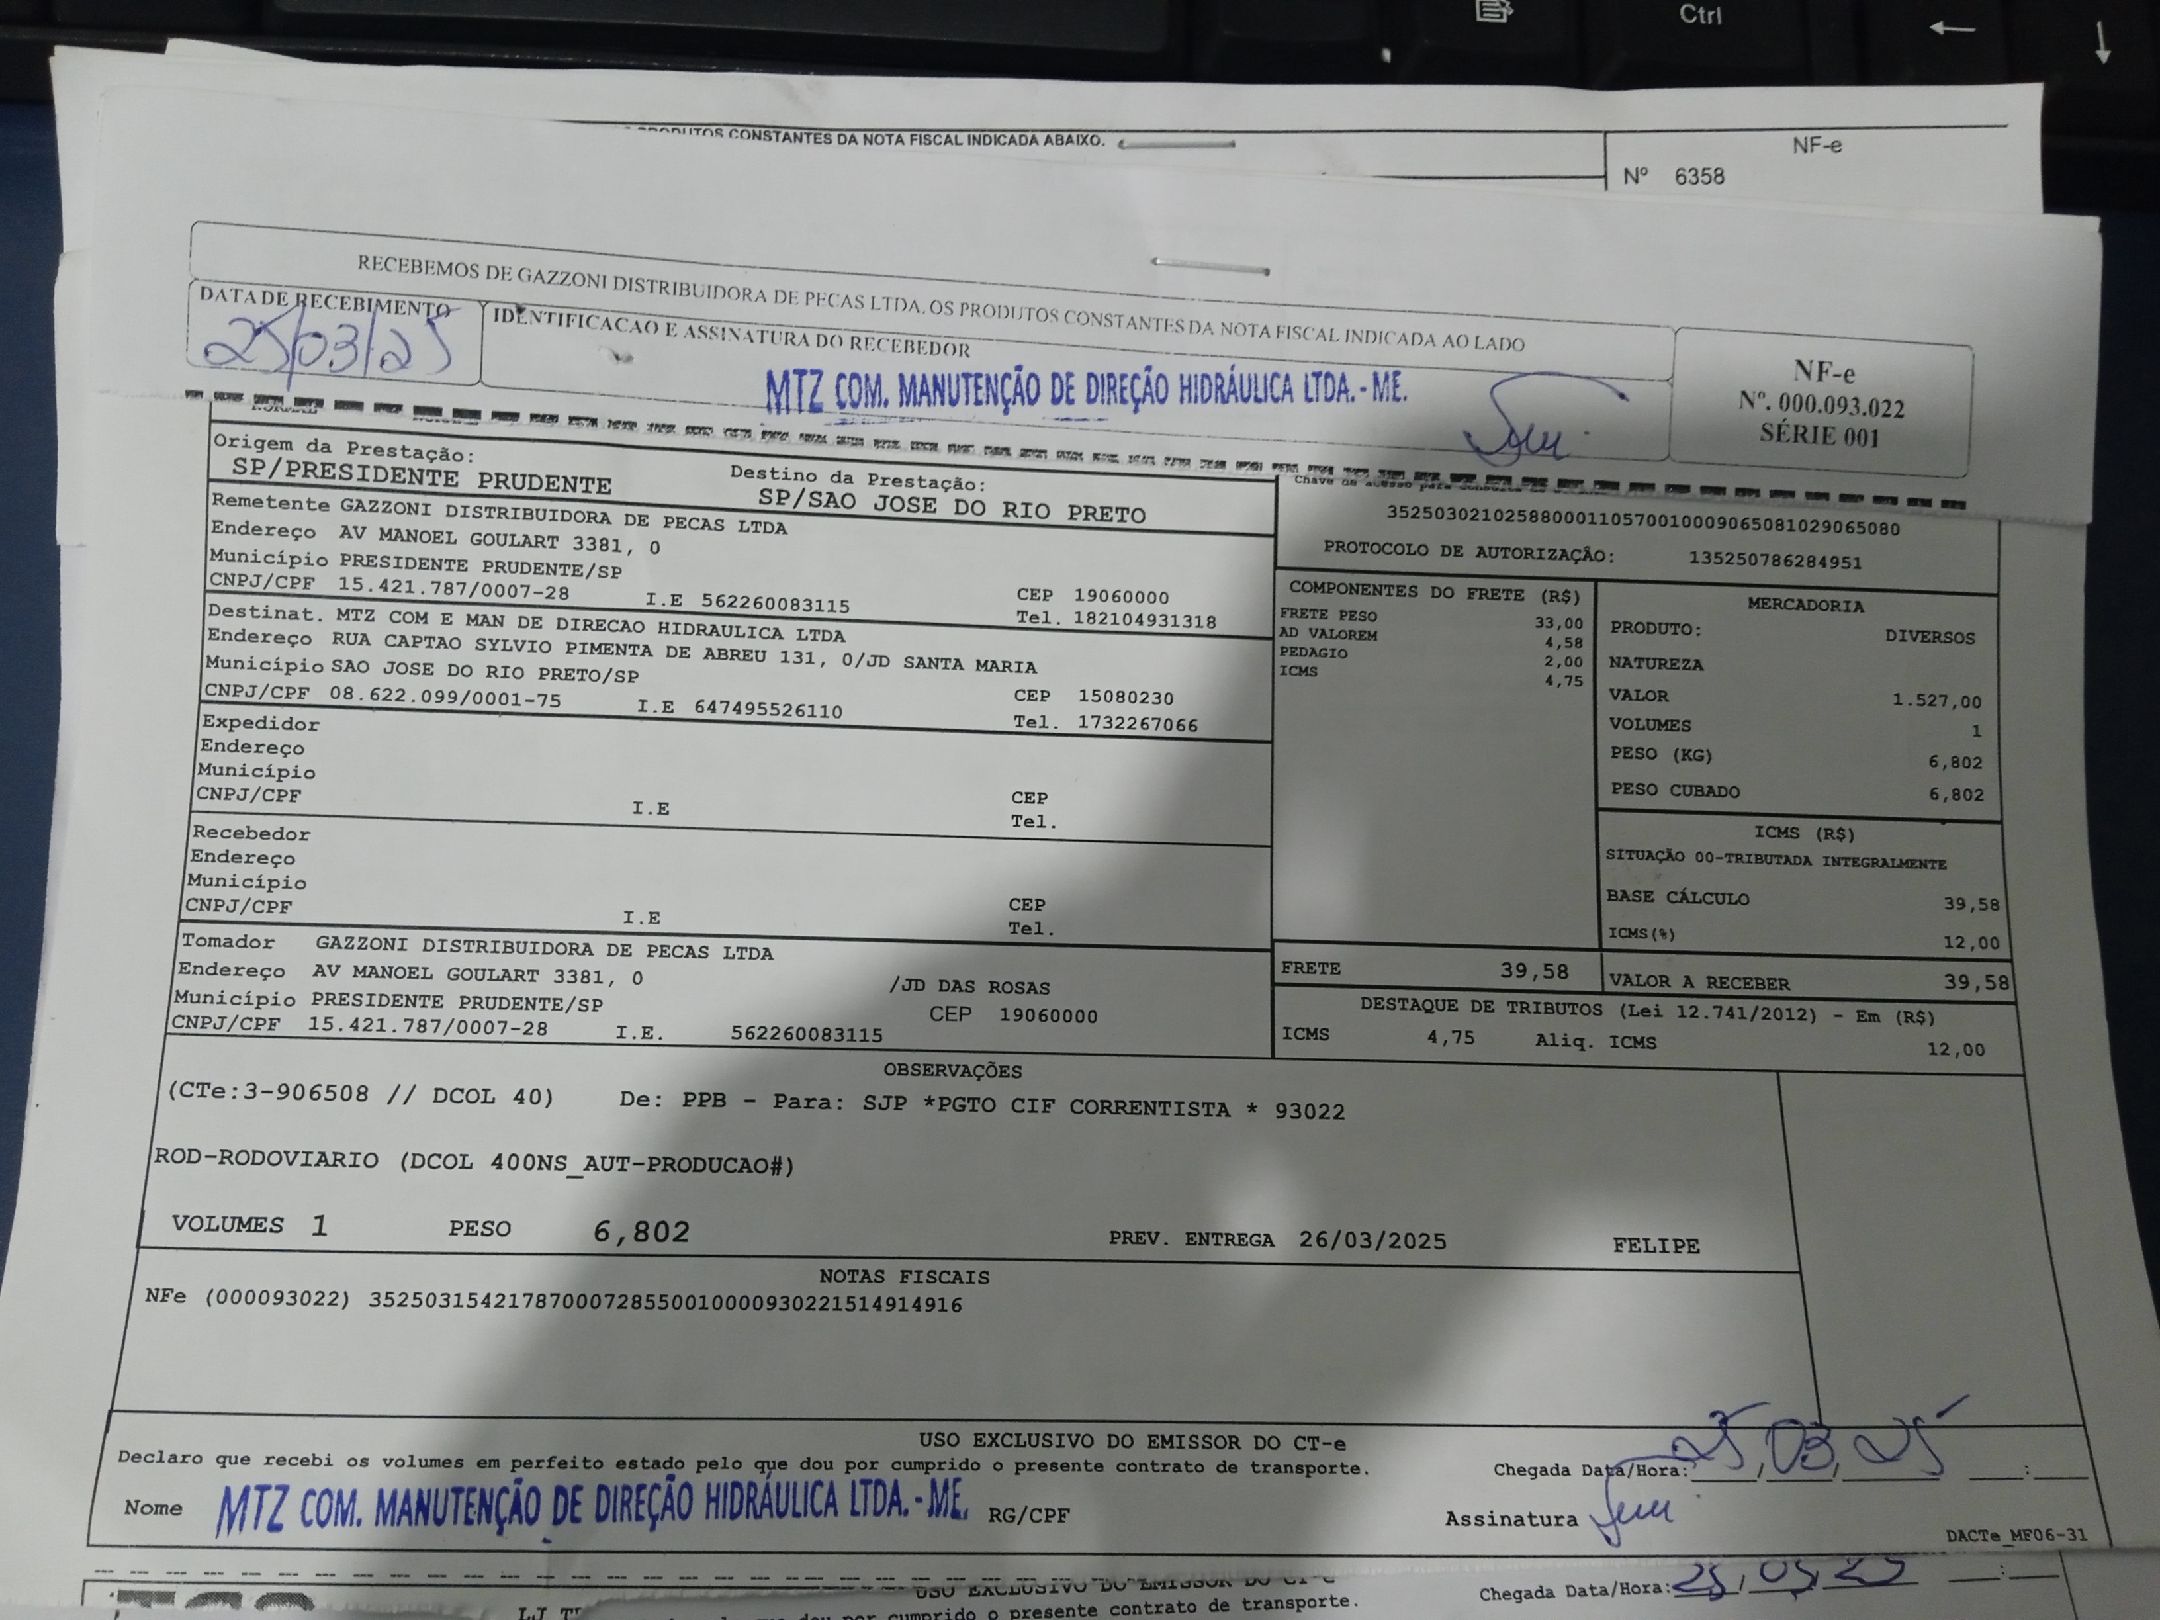 Ctrl
PRODUTOS CONSTANTES DA NOTA FISCAL INDICADA ABAIXO.
NF-e
Nº 6358
RECEBEMOS DE GAZZONI DISTRIBUIDORA DE PECAS LTDA. OS PRODUTOS CONSTANTES DA NOTA FISCAL INDICADA AO LADO
DATA DE RECEBIMENTO
25/03/25
IDENTIFICACAO E ASSINATURA DO RECEBEDOR
MTZ COM. MANUTENÇÃO DE DIREÇÃO HIDRÁULICA LTDA.-ME.
NF-e
Nº. 000.093.022
SÉRIE 001
NORMAL
Origem da Prestação:
SP/PRESIDENTE PRUDENTE
Destino da Prestação:
SP/SAO JOSE DO RIO PRETO
Chave de acesso para consulta
35250302102588000110570010009065081029065080
PROTOCOLO DE AUTORIZAÇÃO: 135250786284951
Remetente GAZZONI DISTRIBUIDORA DE PECAS LTDA
Endereço AV MANOEL GOULART 3381, 0
Município PRESIDENTE PRUDENTE/SP
CEP 19060000
CNPJ/CPF 15.421.787/0007-28 I.E 562260083115
Tel. 182104931318
Destinat. MTZ COM E MAN DE DIRECAO HIDRAULICA LTDA
Endereço RUA CAPTAO SYLVIO PIMENTA DE ABREU 131, 0/JD SANTA MARIA
Município SAO JOSE DO RIO PRETO/SP
CEP 15080230
CNPJ/CPF 08.622.099/0001-75 I.E 647495526110
Tel. 1732267066
Expedidor
Endereço
Município
CEP
CNPJ/CPF I.E
Tel.
Recebedor
Endereço
Município
CEP
CNPJ/CPF I.E
Tel.
Tomador GAZZONI DISTRIBUIDORA DE PECAS LTDA
Endereço AV MANOEL GOULART 3381, 0 /JD DAS ROSAS
Município PRESIDENTE PRUDENTE/SP CEP 19060000
CNPJ/CPF 15.421.787/0007-28 I.E. 562260083115
COMPONENTES DO FRETE (R$)
FRETE PESO 33,00
AD VALOREM 4,58
PEDAGIO 2,00
ICMS 4,75
MERCADORIA
PRODUTO: DIVERSOS
NATUREZA
VALOR 1.527,00
VOLUMES 1
PESO (KG) 6,802
PESO CUBADO 6,802
ICMS (R$)
SITUAÇÃO 00-TRIBUTADA INTEGRALMENTE
BASE CÁLCULO 39,58
ICMS(%) 12,00
FRETE 39,58
VALOR A RECEBER 39,58
DESTAQUE DE TRIBUTOS (Lei 12.741/2012) - Em (R$)
ICMS 4,75 Aliq. ICMS 12,00
OBSERVAÇÕES
(CTe:3-906508 // DCOL 40) De: PPB - Para: SJP *PGTO CIF CORRENTISTA * 93022
ROD-RODOVIARIO (DCOL 400NS_AUT-PRODUCAO#)
VOLUMES 1 PESO 6,802 PREV. ENTREGA 26/03/2025 FELIPE
NOTAS FISCAIS
NFe (000093022) 35250315421787000728550010000930221514914916
USO EXCLUSIVO DO EMISSOR DO CT-e
Declaro que recebi os volumes em perfeito estado pelo que dou por cumprido o presente contrato de transporte.
Chegada Data/Hora: 25, 03, 25 :
Nome MTZ COM. MANUTENÇÃO DE DIREÇÃO HIDRÁULICA LTDA.-ME. RG/CPF
Assinatura
DACTe_MF06-31
USO EXCLUSIVO DO EMISSOR DO CT-e
Chegada Data/Hora: 25/03/25 :
dou por cumprido o presente contrato de transporte.